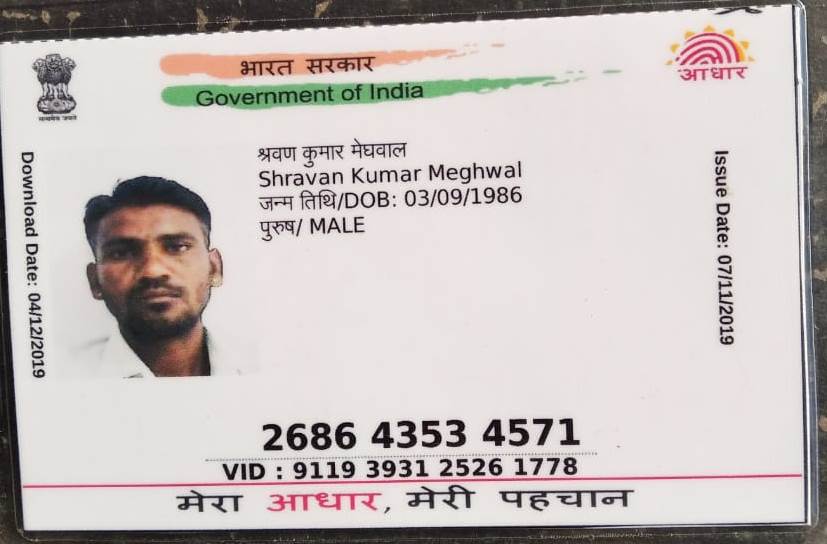 भारत सरकार
Government of India
आधार
सत्यमेव जयते
श्रवण कुमार मेघवाल
Shravan Kumar Meghwal
जन्म तिथि/DOB: 03/09/1986
पुरुष/ MALE
Download Date: 04/12/2019
Issue Date: 07/11/2019
2686 4353 4571
VID : 9119 3931 2526 1778
मेरा आधार, मेरी पहचान